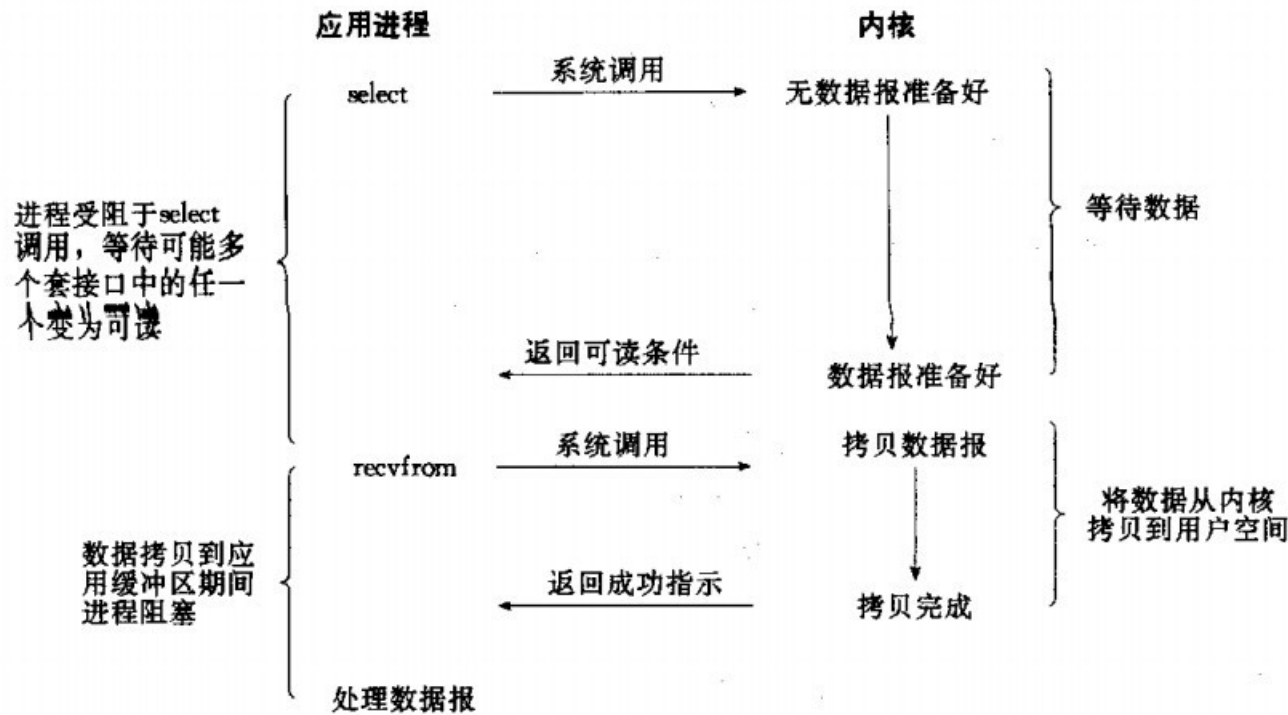 应用进程
内核
select
系统调用
无数据报准备好
进程受阻于select
调用，等待可能多
个套接口中的任一
个变为可读
等待数据
返回可读条件
数据报准备好
recvfrom
系统调用
拷贝数据报
数据拷贝到应
用缓冲区期间
进程阻塞
将数据从内核
拷贝到用户空间
返回成功指示
拷贝完成
处理数据报